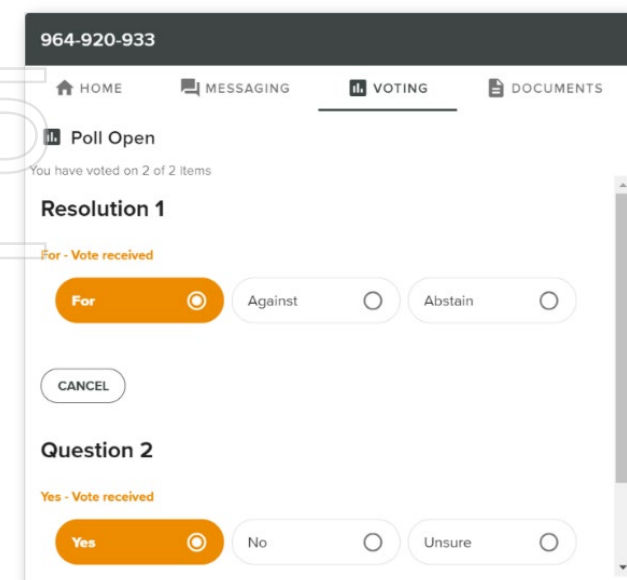 964-920-933
HOME MESSAGING VOTING DOCUMENTS
Poll Open
You have voted on 2 of 2 items
Resolution 1
For - Vote received
For Against Abstain
CANCEL
Question 2
Yes - Vote received
Yes No Unsure